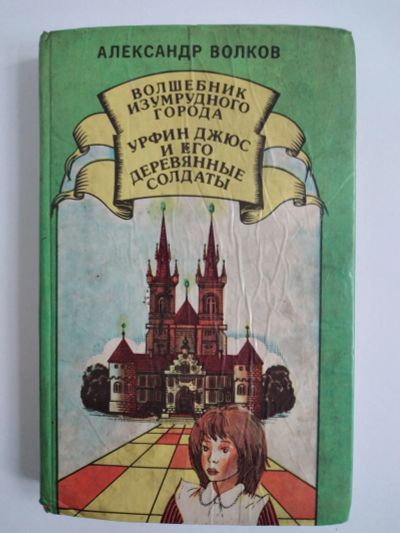 АЛЕКСАНДР ВОЛКОВ
ВОЛШЕБНИК
ИЗУМРУДНОГО
ГОРОДА
УРФИН ДЖЮС
И ЕГО
ДЕРЕВЯННЫЕ
СОЛДАТЫ